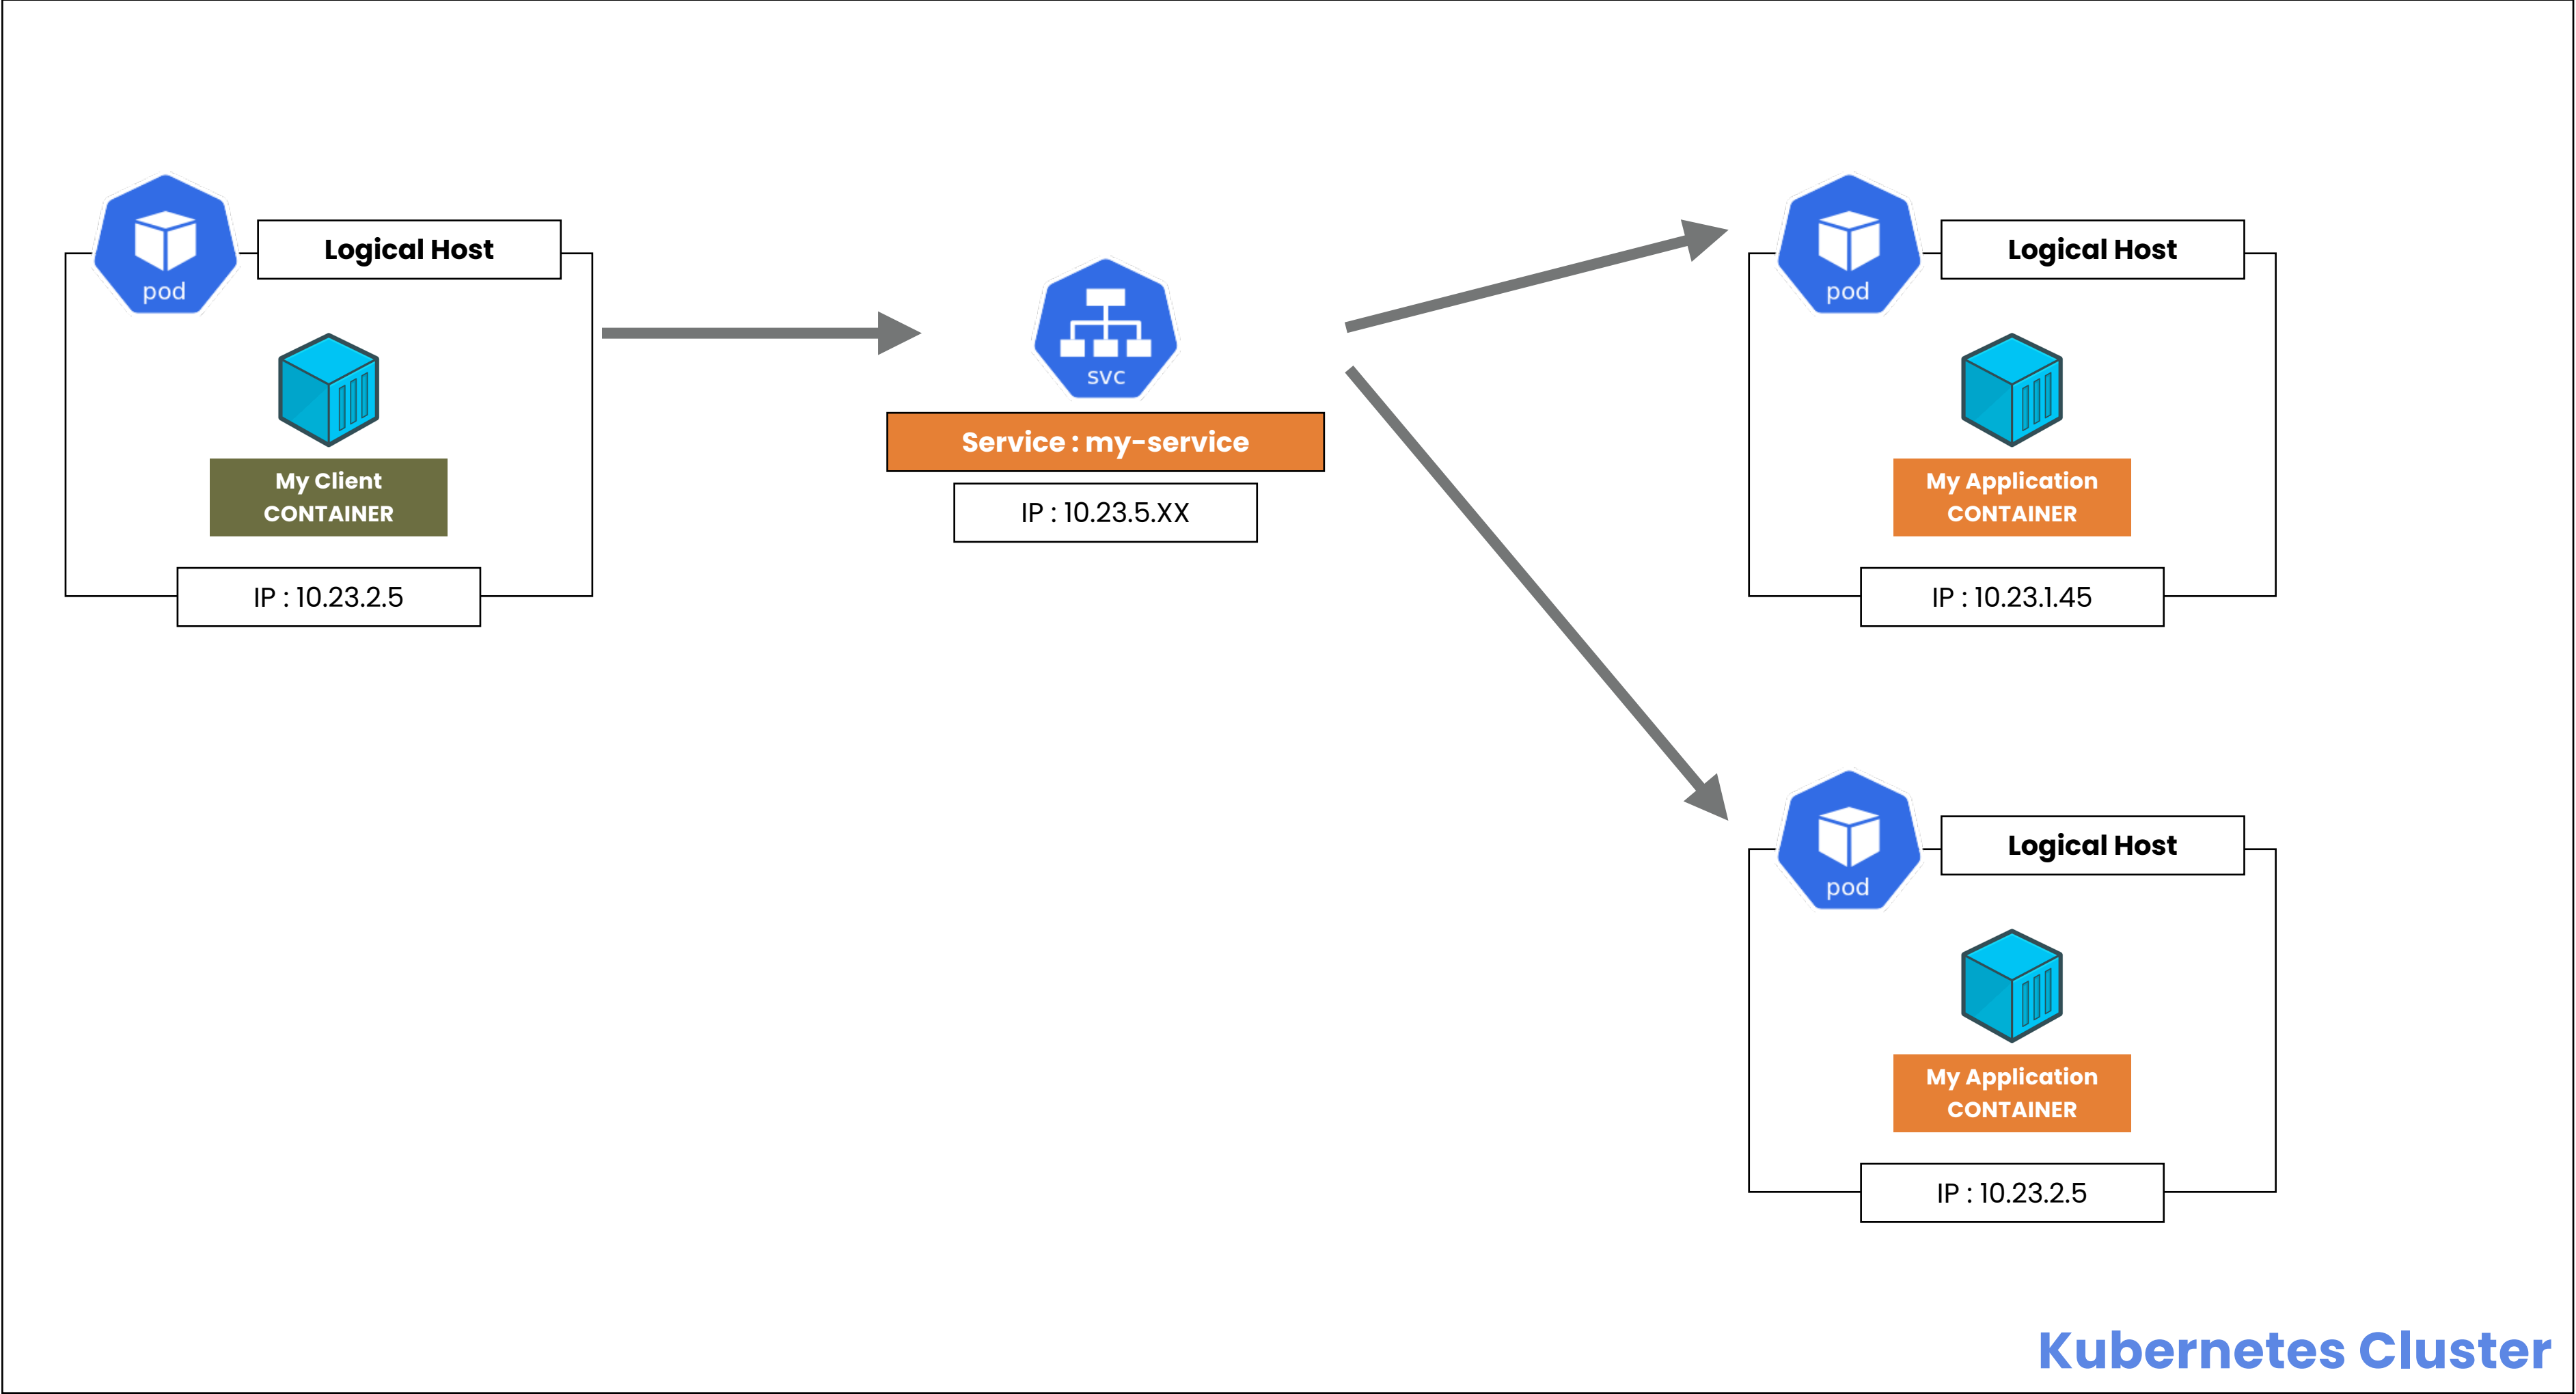 pod
Logical Host
My Client
CONTAINER
IP : 10.23.2.5
svc
Service : my-service
IP : 10.23.5.XX
pod
Logical Host
My Application
CONTAINER
IP : 10.23.1.45
pod
Logical Host
My Application
CONTAINER
IP : 10.23.2.5
Kubernetes Cluster